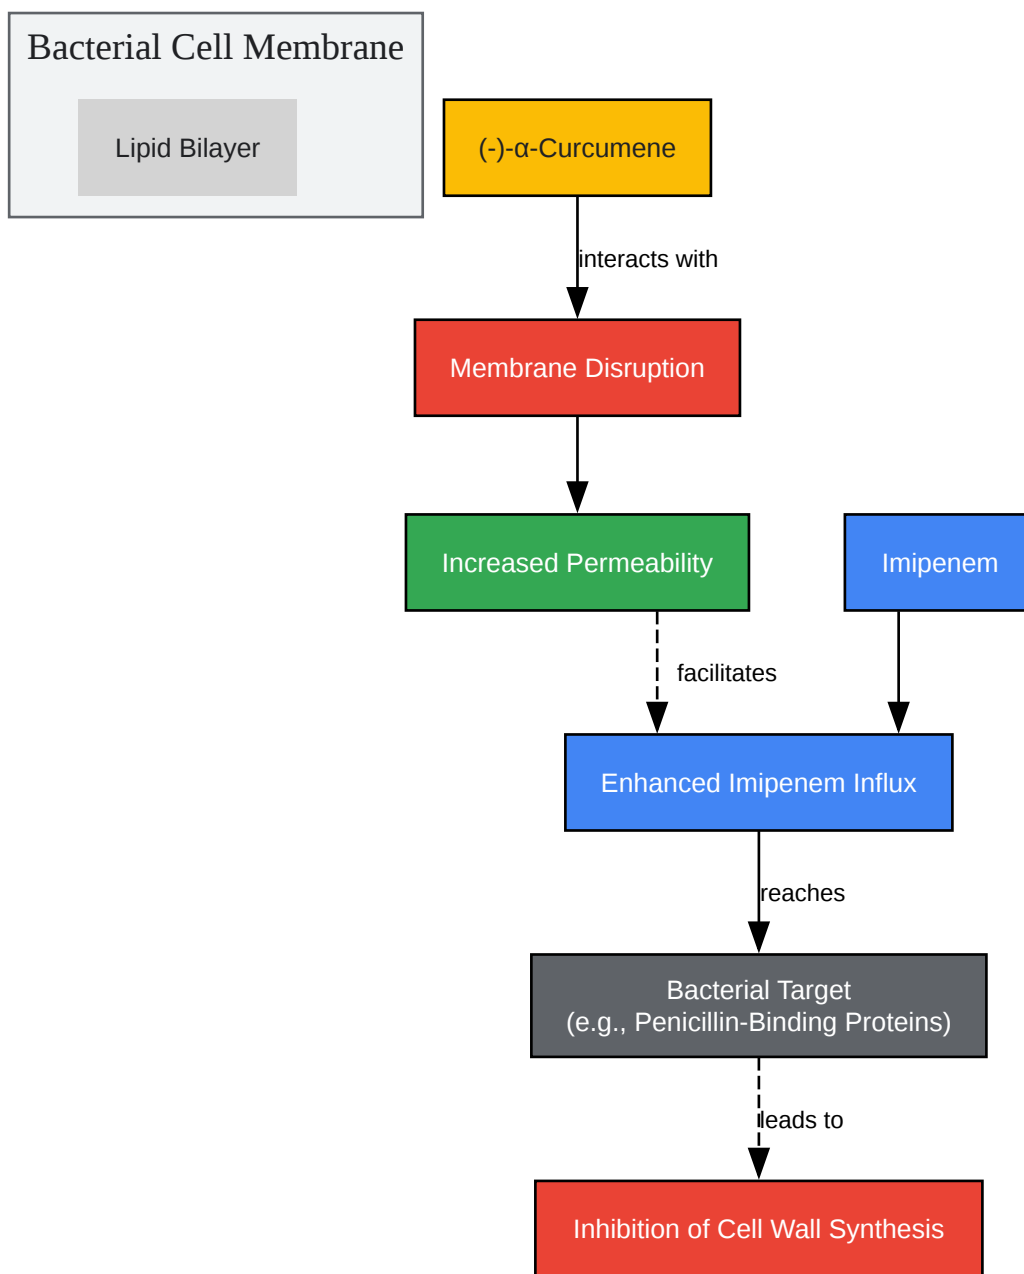 Bacterial Cell Membrane
Lipid Bilayer
(-)-α-Curcumene
interacts with
Membrane Disruption
Increased Permeability
Imipenem
facilitates
Enhanced Imipenem Influx
reaches
Bacterial Target
(e.g., Penicillin-Binding Proteins)
leads to
Inhibition of Cell Wall Synthesis